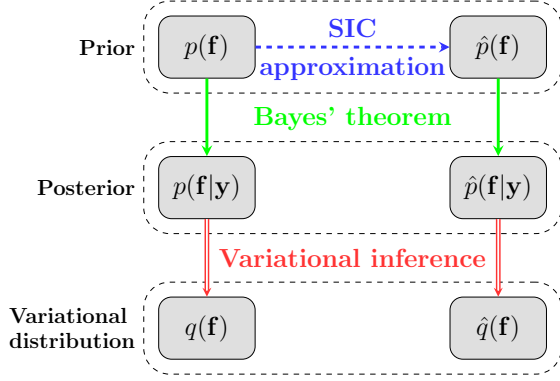 Prior
p(f)
SIC
approximation
p̂(f)
Bayes' theorem
Posterior
p(f|y)
p̂(f|y)
Variational inference
Variational
distribution
q(f)
q̂(f)